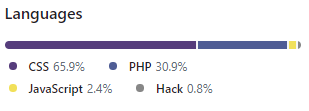 Languages
CSS 65.9% PHP 30.9%
JavaScript 2.4% Hack 0.8%